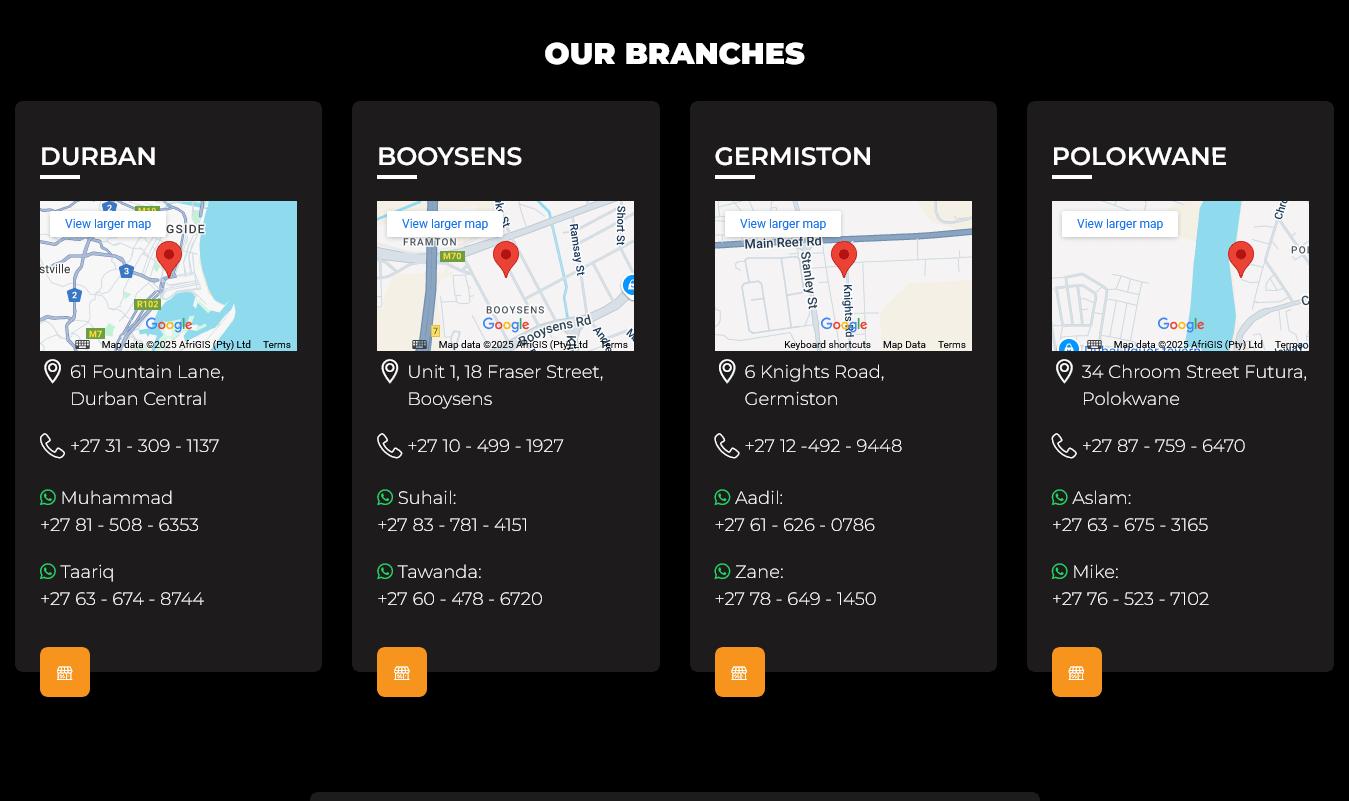 OUR BRANCHES
DURBAN
View larger map
M19
2
GSIDE
stville
3
2
R102
M7
Google
Map data ©2025 AfriGIS (Pty) Ltd Terms
61 Fountain Lane,
Durban Central
+27 31 - 309 - 1137
Muhammad
+27 81 - 508 - 6353
Taariq
+27 63 - 674 - 8744
BOOYSENS
View larger map
Short St
FRAMTON
M70
Ramsay St
BOOYSENS
Google
Booysens Rd
7
Map data ©2025 AfriGIS (Pty) Ltd Terms
Unit 1, 18 Fraser Street,
Booysens
+27 10 - 499 - 1927
Suhail:
+27 83 - 781 - 4151
Tawanda:
+27 60 - 478 - 6720
GERMISTON
View larger map
Main Reef Rd
Stanley St
Knights Rd
Google
Keyboard shortcuts Map Data Terms
6 Knights Road,
Germiston
+27 12 -492 - 9448
Aadil:
+27 61 - 626 - 0786
Zane:
+27 78 - 649 - 1450
POLOKWANE
View larger map
Google
Map data ©2025 AfriGIS (Pty) Ltd Terms
34 Chroom Street Futura,
Polokwane
+27 87 - 759 - 6470
Aslam:
+27 63 - 675 - 3165
Mike:
+27 76 - 523 - 7102